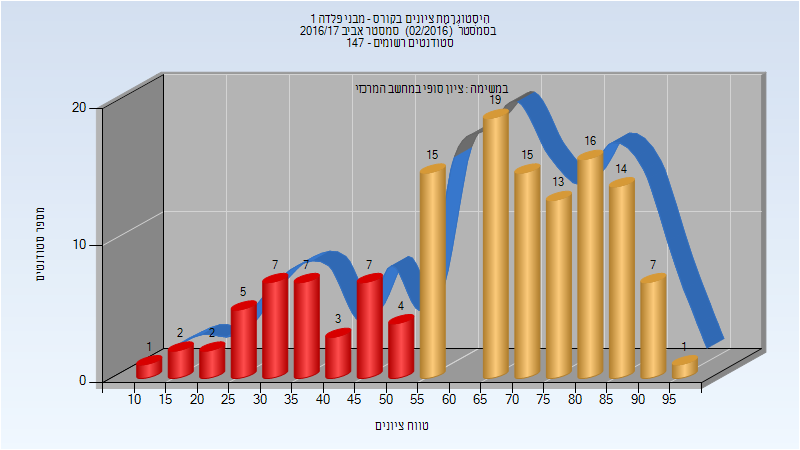 היסטוגרמת ציונים בקורס - מבני פלדה 1
בסמסטר (02/2016) סמסטר אביב 2016/17
סטודנטים רשומים - 147
במשימה : ציון סופי במחשב המרכזי
מספר סטודנטים
20
10
0
1
2
2
5
7
7
3
7
4
15
19
15
13
16
14
7
1
10 15 20 25 30 35 40 45 50 55 60 65 70 75 80 85 90 95
טווח ציונים